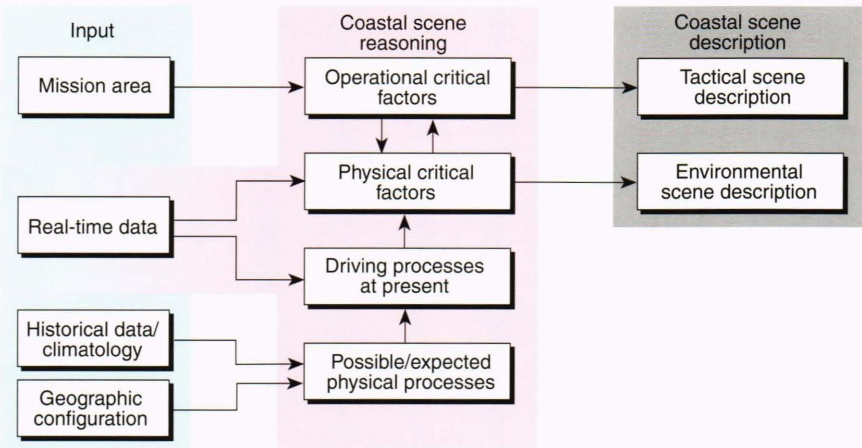 Input
Mission area
Real-time data
Historical data/
climatology
Geographic
configuration
Coastal scene
reasoning
Operational critical
factors
Physical critical
factors
Driving processes
at present
Possible/expected
physical processes
Coastal scene
description
Tactical scene
description
Environmental
scene description